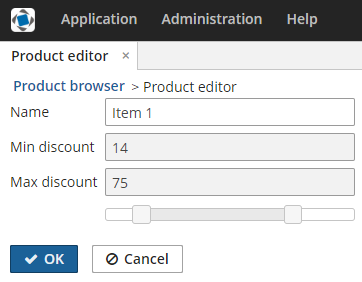 Application Administration Help
Product editor ×
Product browser > Product editor
Name Item 1
Min discount 14
Max discount 75
OK Cancel